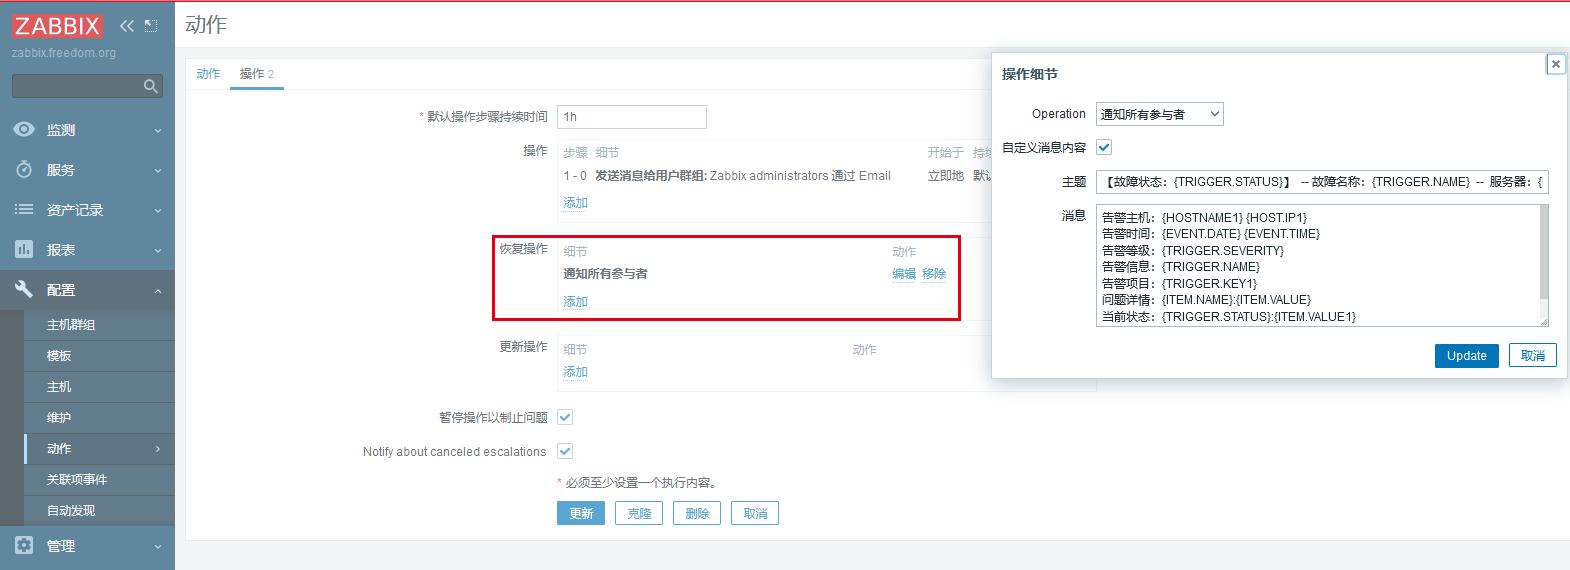 ZABBIX
zabbix.freedom.org
监测
服务
资产记录
报表
配置
主机群组
模板
主机
维护
动作
关联项事件
自动发现
管理
动作
动作 操作 2
* 默认操作步骤持续时间 1h
操作 步骤 细节 开始于 持续
1 - 0 发送消息给用户群组: Zabbix administrators 通过 Email 立即地 默认
添加
恢复操作 细节 动作
通知所有参与者 编辑 移除
添加
更新操作 细节 动作
添加
暂停操作以制止问题
Notify about canceled escalations
* 必须至少设置一个执行内容。
更新 克隆 删除 取消
操作细节
Operation 通知所有参与者
自定义消息内容
主题 【故障状态：{TRIGGER.STATUS}】 -- 故障名称：{TRIGGER.NAME} -- 服务器：{
消息
告警主机：{HOSTNAME1} {HOST.IP1}
告警时间：{EVENT.DATE} {EVENT.TIME}
告警等级：{TRIGGER.SEVERITY}
告警信息：{TRIGGER.NAME}
告警项目：{TRIGGER.KEY1}
问题详情：{ITEM.NAME}:{ITEM.VALUE}
当前状态：{TRIGGER.STATUS}:{ITEM.VALUE1}
Update 取消